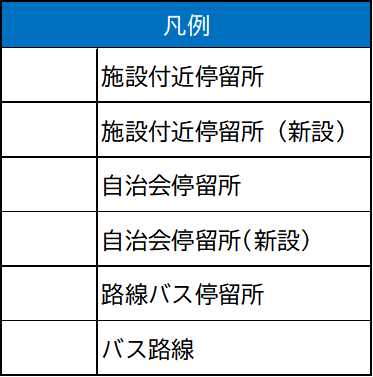 凡例
施設付近停留所
施設付近停留所（新設）
自治会停留所
自治会停留所(新設)
路線バス停留所
バス路線